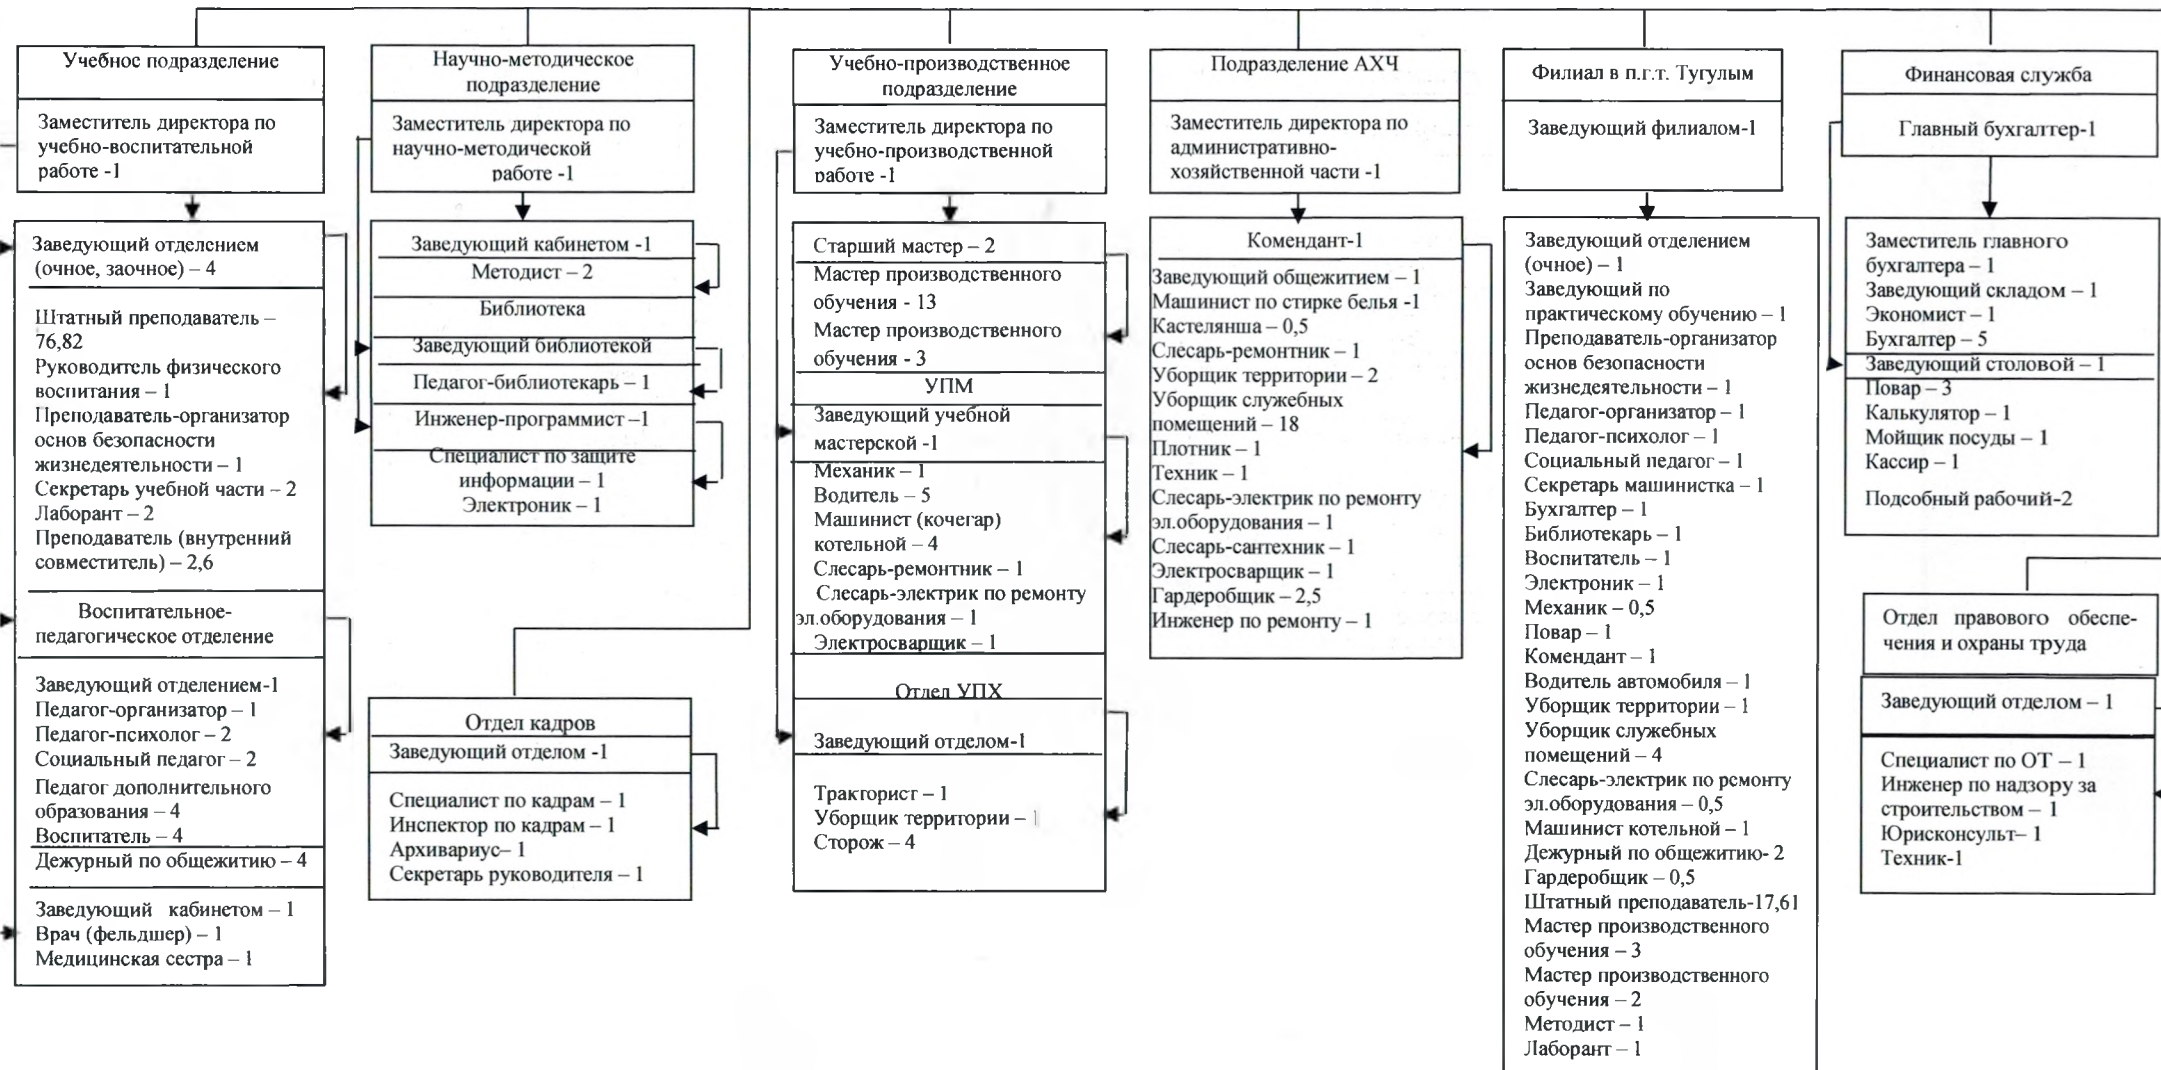 Учебное подразделение
Заместитель директора по
учебно-воспитательной
работе -1
Заведующий отделением
(очное, заочное) – 4
Штатный преподаватель –
76,82
Руководитель физического
воспитания – 1
Преподаватель-организатор
основ безопасности
жизнедеятельности – 1
Секретарь учебной части – 2
Лаборант – 2
Преподаватель (внутренний
совместитель) – 2,6
Воспитательное-
педагогическое отделение
Заведующий отделением-1
Педагог-организатор – 1
Педагог-психолог – 2
Социальный педагог – 2
Педагог дополнительного
образования – 4
Воспитатель – 4
Дежурный по общежитию – 4
Заведующий кабинетом – 1
Врач (фельдшер) – 1
Медицинская сестра – 1
Научно-методическое
подразделение
Заместитель директора по
научно-методической
работе -1
Заведующий кабинетом -1
Методист – 2
Библиотека
Заведующий библиотекой
Педагог-библиотекарь – 1
Инженер-программист –1
Специалист по защите
информации – 1
Электроник – 1
Отдел кадров
Заведующий отделом -1
Специалист по кадрам – 1
Инспектор по кадрам – 1
Архивариус– 1
Секретарь руководителя – 1
Учебно-производственное
подразделение
Заместитель директора по
учебно-производственной
работе -1
Старший мастер – 2
Мастер производственного
обучения - 13
Мастер производственного
обучения - 3
УПМ
Заведующий учебной
мастерской -1
Механик – 1
Водитель – 5
Машинист (кочегар)
котельной – 4
Слесарь-ремонтник – 1
Слесарь-электрик по ремонту
эл.оборудования – 1
Электросварщик – 1
Отдел УПХ
Заведующий отделом-1
Тракторист – 1
Уборщик территории – 1
Сторож – 4
Подразделение АХЧ
Заместитель директора по
административно-
хозяйственной части -1
Комендант-1
Заведующий общежитием – 1
Машинист по стирке белья -1
Кастелянша – 0,5
Слесарь-ремонтник – 1
Уборщик территории – 2
Уборщик служебных
помещений – 18
Плотник – 1
Техник – 1
Слесарь-электрик по ремонту
эл.оборудования – 1
Слесарь-сантехник – 1
Электросварщик – 1
Гардеробщик – 2,5
Инженер по ремонту – 1
Филиал в п.г.т. Тугулым
Заведующий филиалом-1
Заведующий отделением
(очное) – 1
Заведующий по
практическому обучению – 1
Преподаватель-организатор
основ безопасности
жизнедеятельности – 1
Педагог-организатор – 1
Педагог-психолог – 1
Социальный педагог – 1
Секретарь машинистка – 1
Бухгалтер – 1
Библиотекарь – 1
Воспитатель – 1
Электроник – 1
Механик – 0,5
Повар – 1
Комендант – 1
Водитель автомобиля – 1
Уборщик территории – 1
Уборщик служебных
помещений – 4
Слесарь-электрик по ремонту
эл.оборудования – 0,5
Машинист котельной – 1
Дежурный по общежитию- 2
Гардеробщик – 0,5
Штатный преподаватель-17,61
Мастер производственного
обучения – 3
Мастер производственного
обучения – 2
Методист – 1
Лаборант – 1
Финансовая служба
Главный бухгалтер-1
Заместитель главного
бухгалтера – 1
Заведующий складом – 1
Экономист – 1
Бухгалтер – 5
Заведующий столовой – 1
Повар – 3
Калькулятор – 1
Мойщик посуды – 1
Кассир – 1
Подсобный рабочий-2
Отдел правового обеспе-
чения и охраны труда
Заведующий отделом – 1
Специалист по ОТ – 1
Инженер по надзору за
строительством – 1
Юрисконсульт– 1
Техник-1